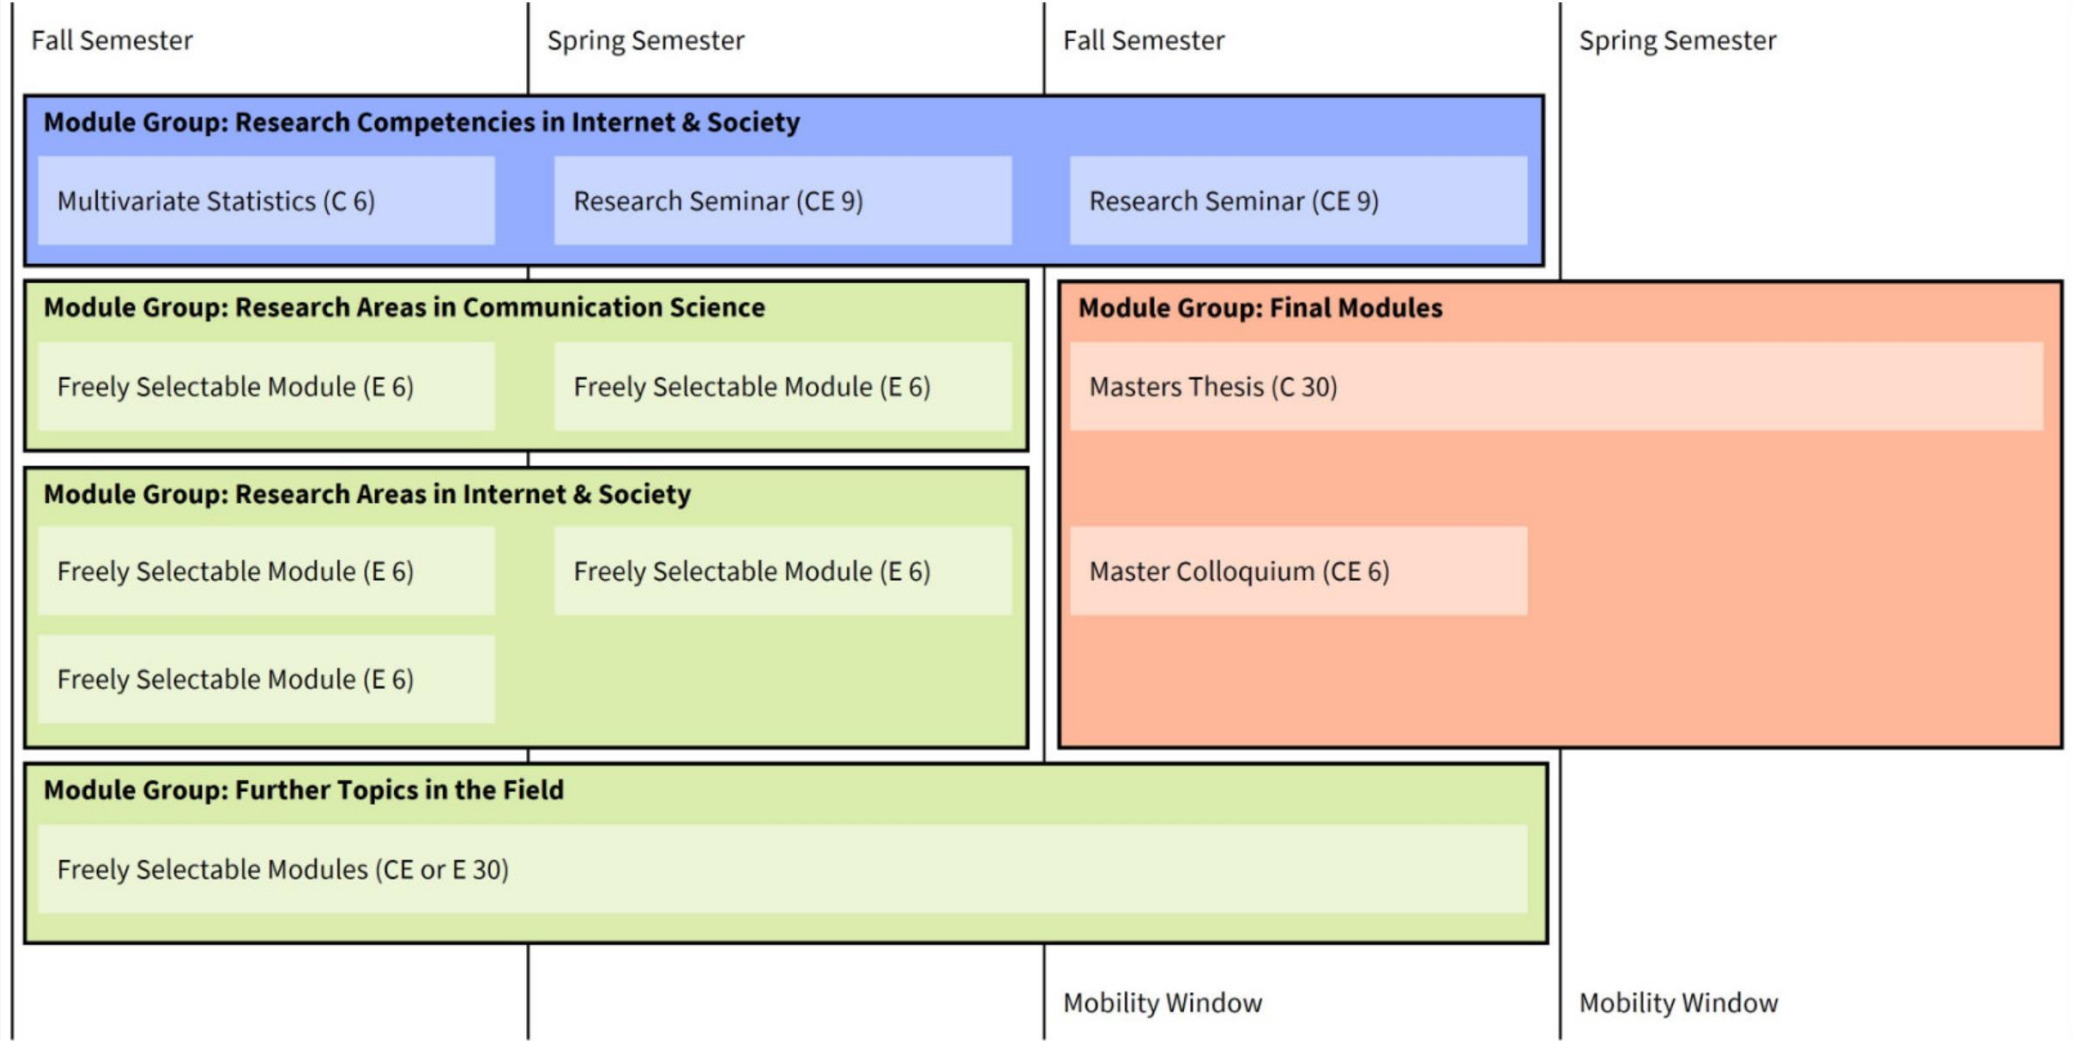 Fall Semester
Spring Semester
Fall Semester
Spring Semester
Module Group: Research Competencies in Internet & Society
Multivariate Statistics (C 6)
Research Seminar (CE 9)
Research Seminar (CE 9)
Module Group: Research Areas in Communication Science
Freely Selectable Module (E 6)
Freely Selectable Module (E 6)
Module Group: Final Modules
Masters Thesis (C 30)
Master Colloquium (CE 6)
Module Group: Research Areas in Internet & Society
Freely Selectable Module (E 6)
Freely Selectable Module (E 6)
Freely Selectable Module (E 6)
Module Group: Further Topics in the Field
Freely Selectable Modules (CE or E 30)
Mobility Window
Mobility Window